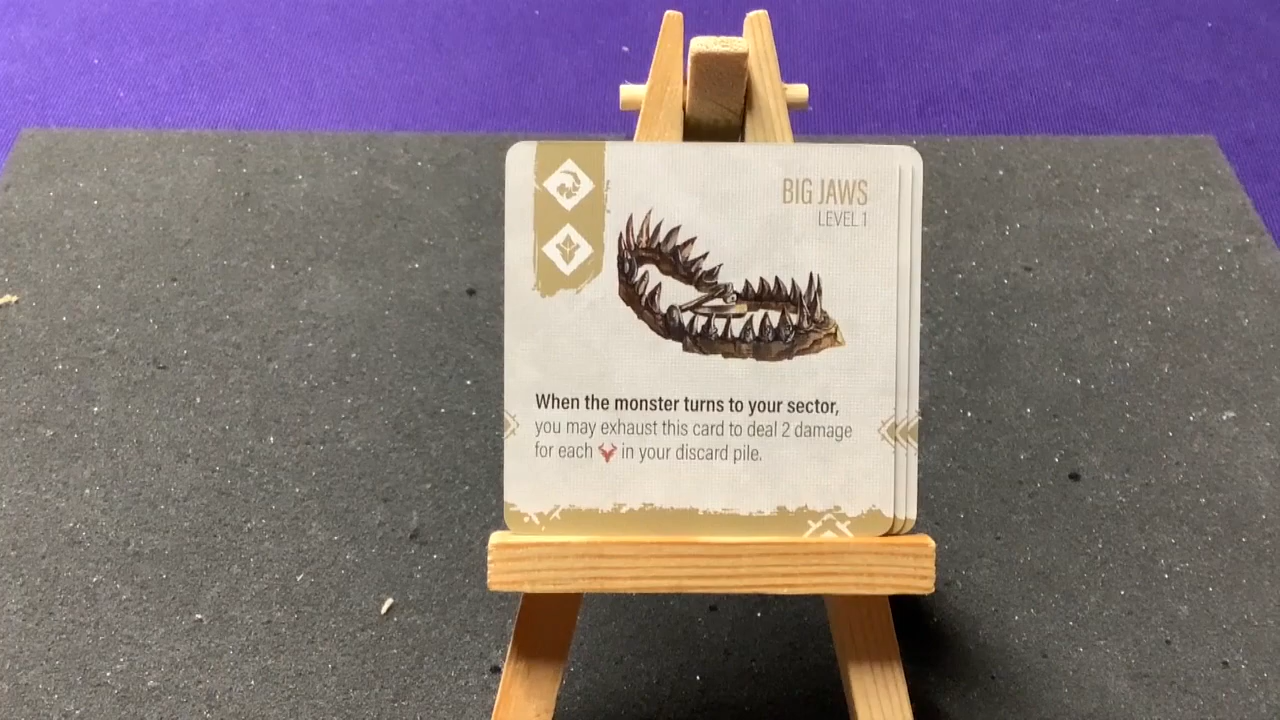 BIG JAWS
LEVEL 1
When the monster turns to your sector,
you may exhaust this card to deal 2 damage
for each in your discard pile.